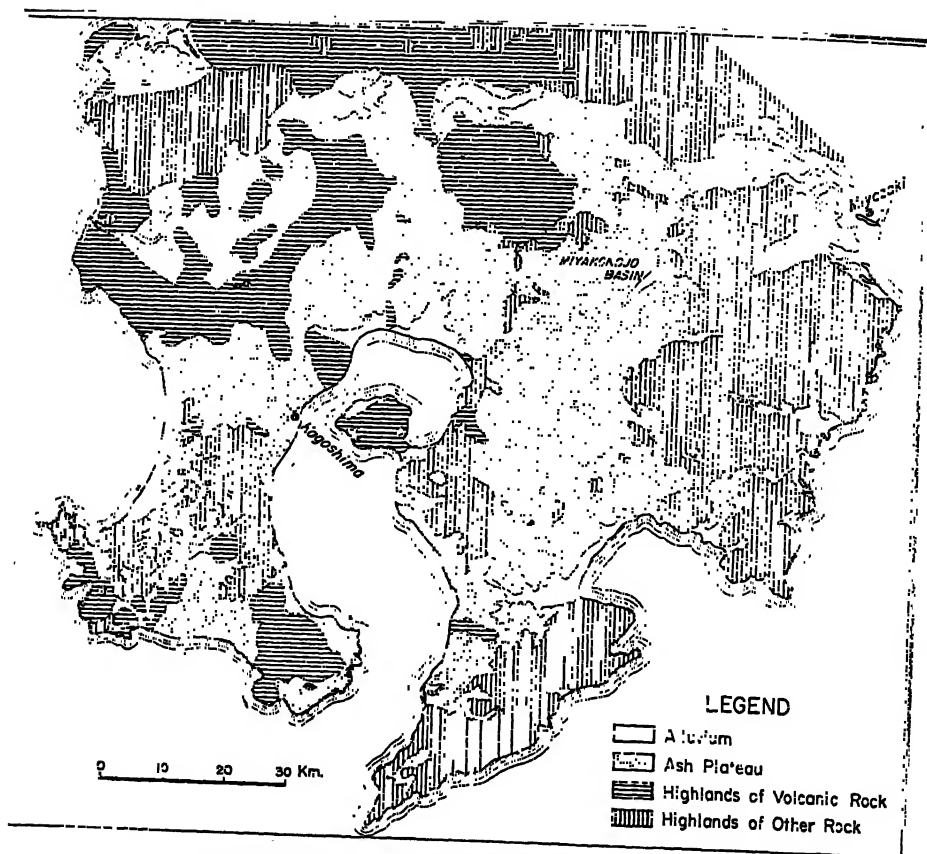 Miyazaki
MIYAKONOJO
BASIN
Kagoshima
LEGEND
Alluvium
Ash Plateau
Highlands of Volcanic Rock
Highlands of Other Rock
0 10 20 30 Km.